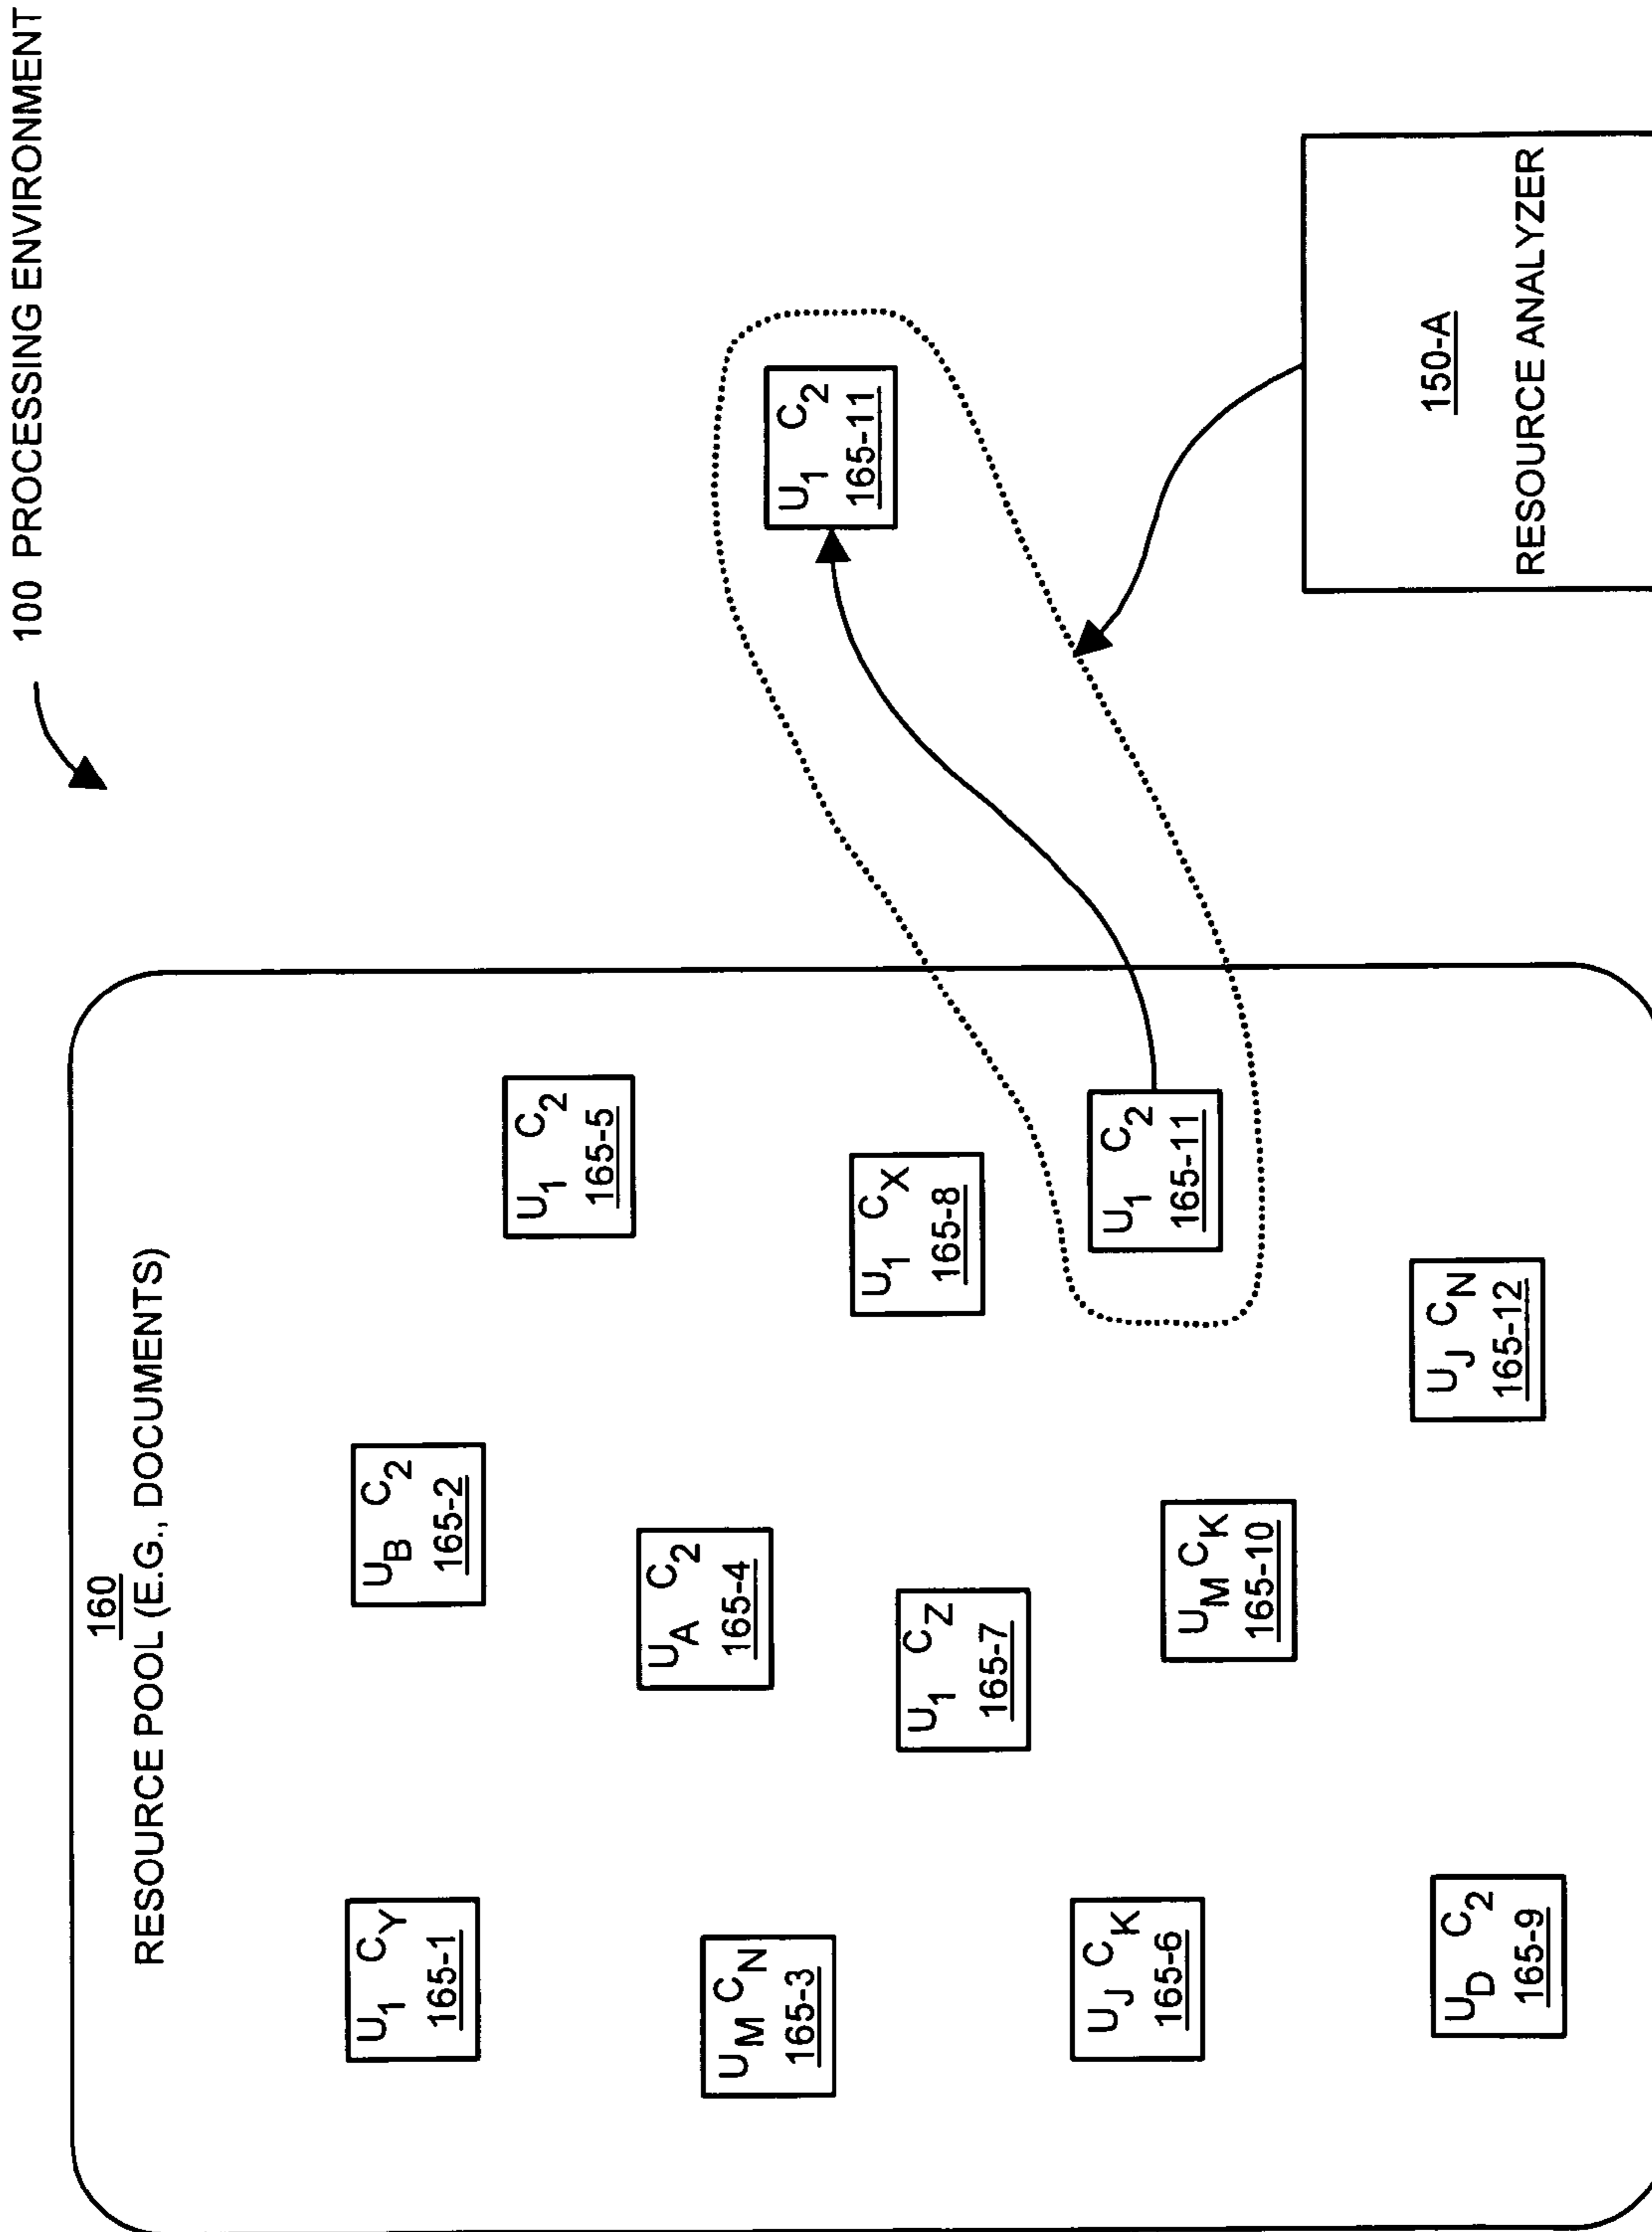 100 PROCESSING ENVIRONMENT
160
RESOURCE POOL (E.G., DOCUMENTS)
U1 CY
165-1
UB C2
165-2
U1 C2
165-5
UM CN
165-3
UA C2
165-4
U1 CX
165-8
U1 C2
165-11
UJ CK
165-6
U1 CZ
165-7
U1 C2
165-11
UM CK
165-10
UD C2
165-9
UJ CN
165-12
150-A
RESOURCE ANALYZER